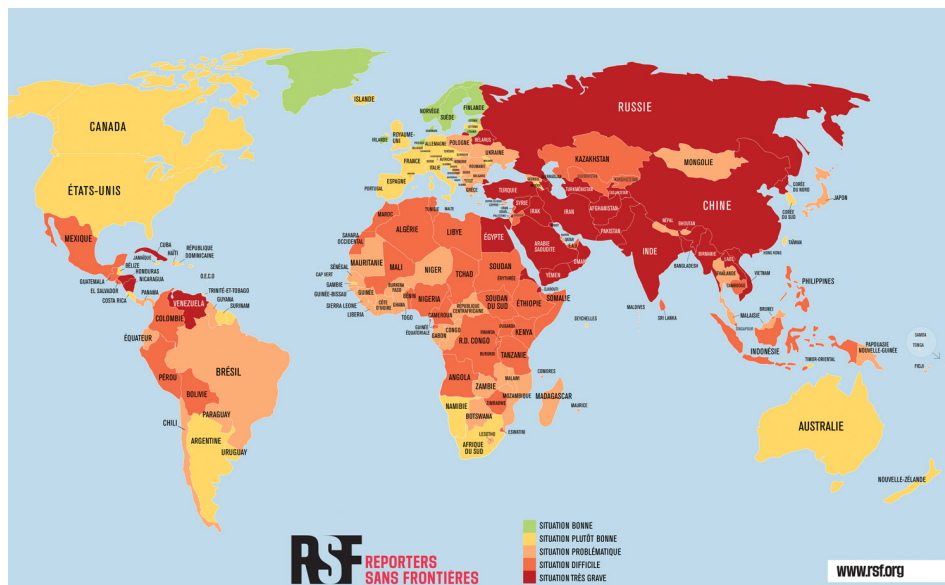 ISLANDE
NORVÈGE
SUÈDE
FINLANDE
RUSSIE
CANADA
IRLANDE
ROYAUME-
UNI
ALLEMAGNE
POLOGNE
BELARUS
UKRAINE
KAZAKHSTAN
MONGOLIE
FRANCE
ITALIE
ÉTATS-UNIS
PORTUGAL
ESPAGNE
GRÈCE
TURQUIE
TURKMÉNISTAN
CORÉE
DU NORD
JAPON
CHINE
CORÉE
DU SUD
MEXIQUE
CUBA
HAÏTI
RÉPUBLIQUE
DOMINICAINE
JAMAÏQUE
BÉLIZE
HONDURAS
NICARAGUA
GUATEMALA
EL SALVADOR
COSTA RICA
PANAMA
O.E.C.O
TRINITÉ-ET-TOBAGO
GUYANA
SURINAM
VENEZUELA
COLOMBIE
ÉQUATEUR
PÉROU
BRÉSIL
BOLIVIE
PARAGUAY
CHILI
ARGENTINE
URUGUAY
MAROC
TUNISIE
ALGÉRIE
LIBYE
ÉGYPTE
SAHARA
OCCIDENTAL
MAURITANIE
MALI
NIGER
TCHAD
SOUDAN
ÉRYTHRÉE
SÉNÉGAL
CAP VERT
GAMBIE
GUINÉE-BISSAU
GUINÉE
SIERRA LEONE
LIBERIA
CÔTE
D'IVOIRE
BURKINA
FASO
GHANA
TOGO
BÉNIN
NIGERIA
CAMEROUN
RÉPUBLIQUE
CENTRAFRICAINE
SOUDAN
DU SUD
ÉTHIOPIE
SOMALIE
DJIBOUTI
GUINÉE
ÉQUATORIALE
GABON
CONGO
R.D. CONGO
OUGANDA
RWANDA
BURUNDI
KENYA
TANZANIE
SEYCHELLES
COMORES
ANGOLA
ZAMBIE
MALAWI
MOZAMBIQUE
ZIMBABWE
MADAGASCAR
MAURICE
NAMIBIE
BOTSWANA
LESOTHO
ESWATINI
AFRIQUE
DU SUD
SYRIE
IRAK
IRAN
AFGHANISTAN
PAKISTAN
ARABIE
SAOUDITE
YÉMEN
OMAN
INDE
NÉPAL
BHOUTAN
BANGLADESH
BIRMANIE
LAOS
THAÏLANDE
CAMBODGE
VIETNAM
HONG KONG
TAÏWAN
MALDIVES
SRI LANKA
PHILIPPINES
BRUNEI
MALAISIE
SINGAPOUR
INDONÉSIE
TIMOR-ORIENTAL
PAPOUASIE
NOUVELLE-GUINÉE
SAMOA
TONGA
FIDJI
AUSTRALIE
NOUVELLE-ZÉLANDE
RSF REPORTERS
SANS FRONTIÈRES
SITUATION BONNE
SITUATION PLUTÔT BONNE
SITUATION PROBLÉMATIQUE
SITUATION DIFFICILE
SITUATION TRÈS GRAVE
www.rsf.org